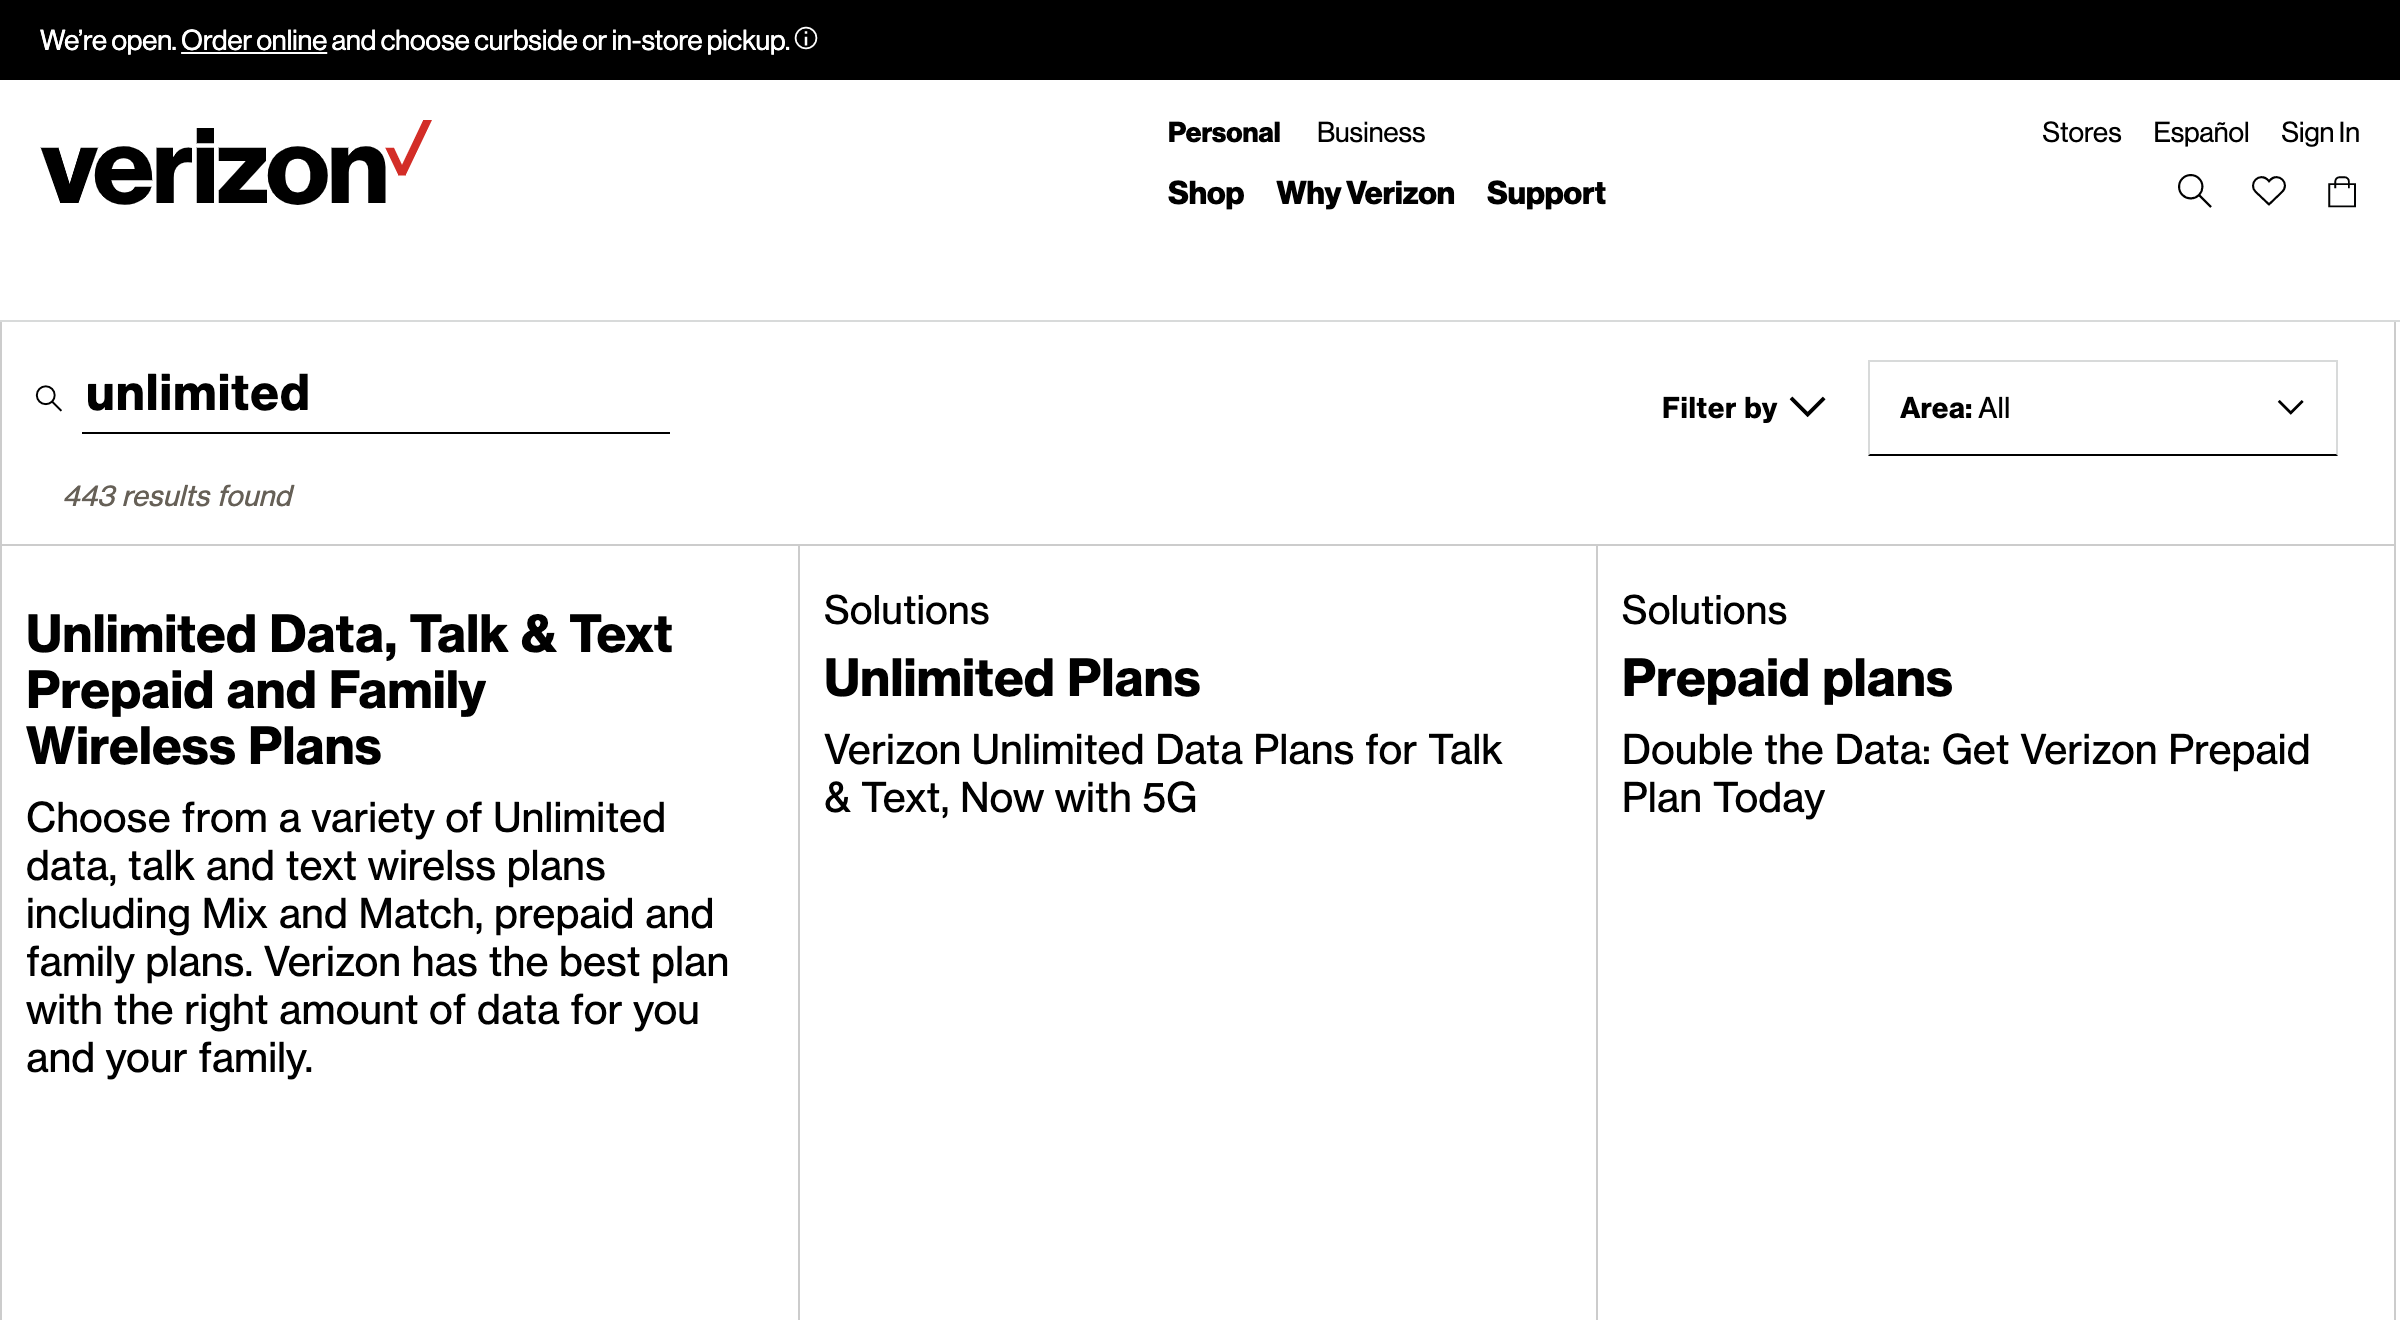 We're open. Order online and choose curbside or in-store pickup.
verizon
Personal Business
Stores Español Sign In
Shop Why Verizon Support
unlimited
Filter by
Area: All
443 results found
Unlimited Data, Talk & Text
Prepaid and Family
Wireless Plans
Choose from a variety of Unlimited
data, talk and text wirelss plans
including Mix and Match, prepaid and
family plans. Verizon has the best plan
with the right amount of data for you
and your family.
Solutions
Unlimited Plans
Verizon Unlimited Data Plans for Talk
& Text, Now with 5G
Solutions
Prepaid plans
Double the Data: Get Verizon Prepaid
Plan Today